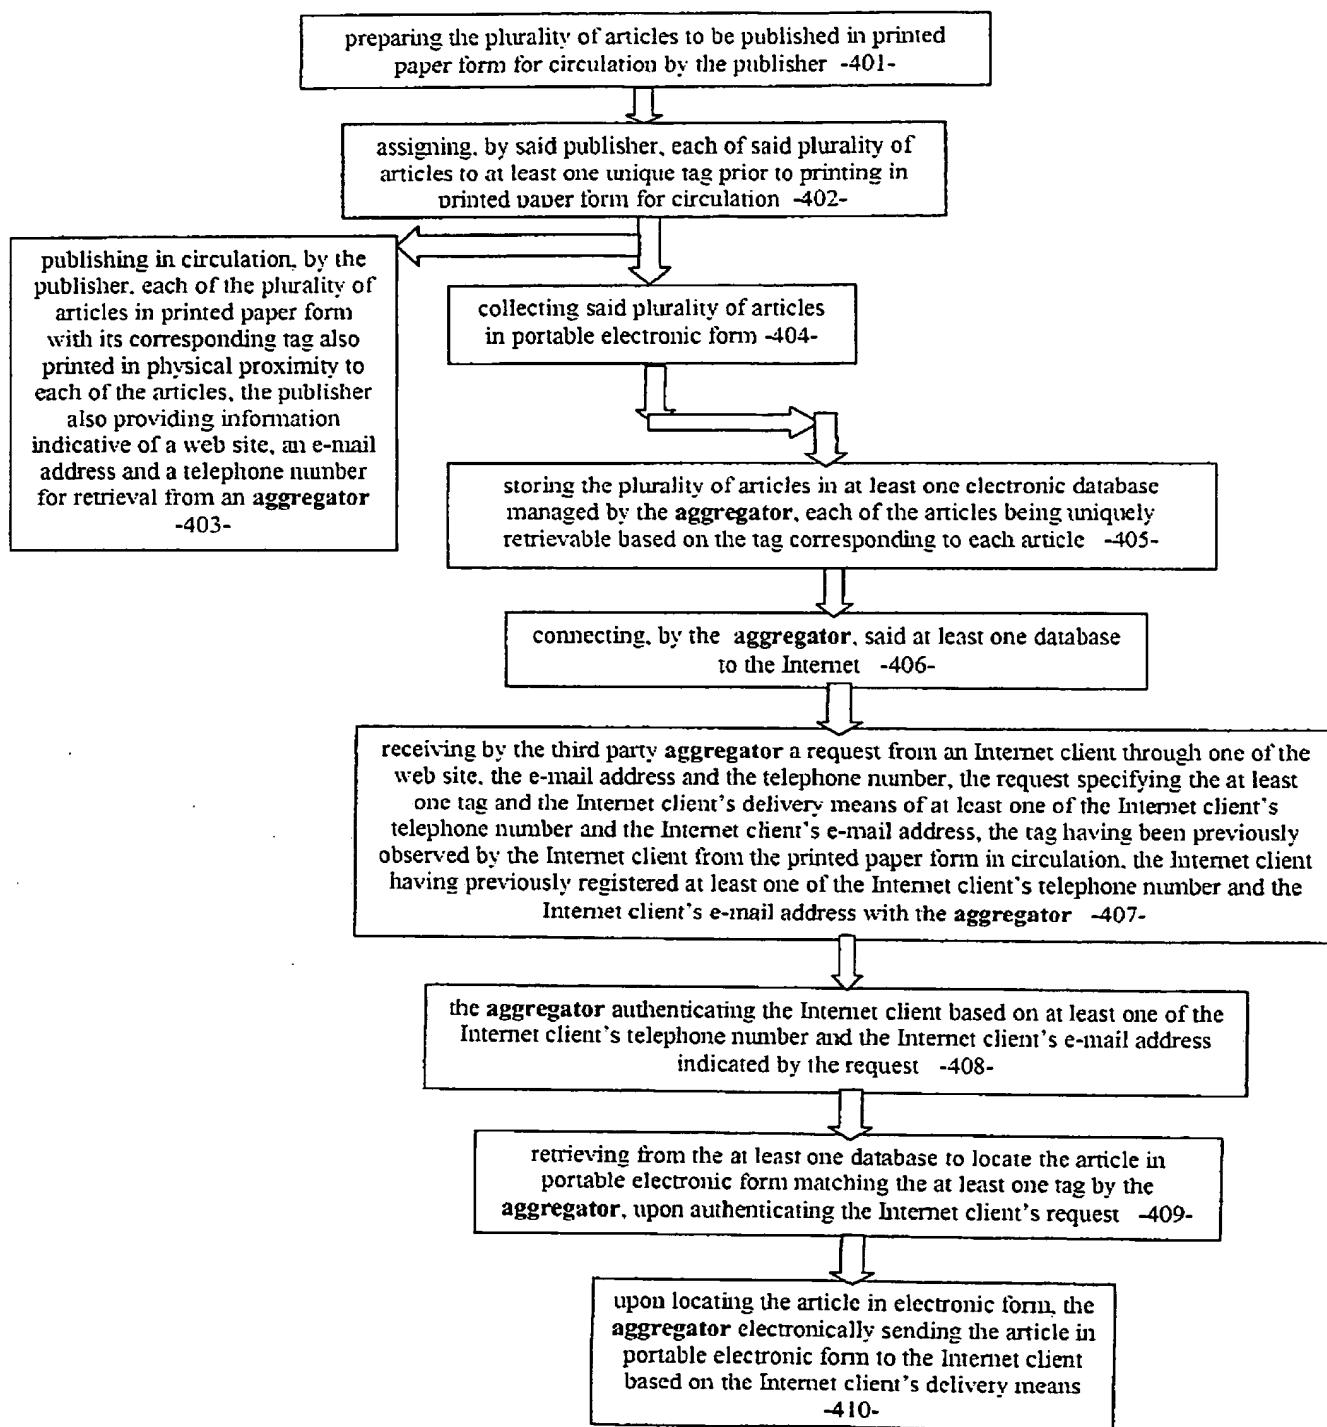 preparing the plurality of articles to be published in printed
paper form for circulation by the publisher -401-
assigning, by said publisher, each of said plurality of
articles to at least one unique tag prior to printing in
printed paper form for circulation -402-
publishing in circulation, by the
publisher, each of the plurality of
articles in printed paper form
with its corresponding tag also
printed in physical proximity to
each of the articles, the publisher
also providing information
indicative of a web site, an e-mail
address and a telephone number
for retrieval from an aggregator
-403-
collecting said plurality of articles
in portable electronic form -404-
storing the plurality of articles in at least one electronic database
managed by the aggregator, each of the articles being uniquely
retrievable based on the tag corresponding to each article -405-
connecting, by the aggregator, said at least one database
to the Internet -406-
receiving by the third party aggregator a request from an Internet client through one of the
web site, the e-mail address and the telephone number, the request specifying the at least
one tag and the Internet client's delivery means of at least one of the Internet client's
telephone number and the Internet client's e-mail address, the tag having been previously
observed by the Internet client from the printed paper form in circulation, the Internet client
having previously registered at least one of the Internet client's telephone number and the
Internet client's e-mail address with the aggregator -407-
the aggregator authenticating the Internet client based on at least one of the
Internet client's telephone number and the Internet client's e-mail address
indicated by the request -408-
retrieving from the at least one database to locate the article in
portable electronic form matching the at least one tag by the
aggregator, upon authenticating the Internet client's request -409-
upon locating the article in electronic form, the
aggregator electronically sending the article in
portable electronic form to the Internet client
based on the Internet client's delivery means
-410-